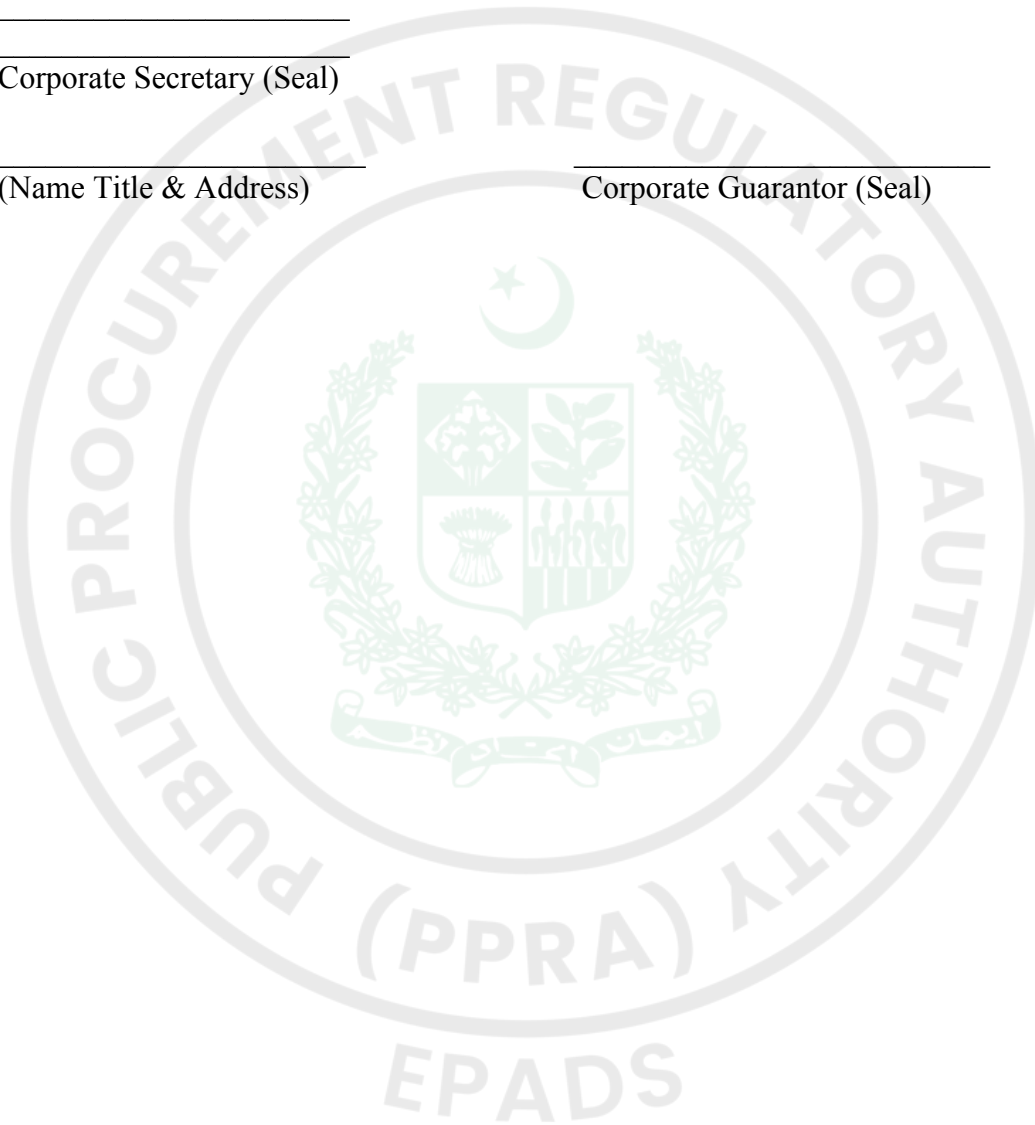 Corporate Secretary (Seal)
(Name Title & Address) Corporate Guarantor (Seal)
PUBLIC PROCUREMENT REGULATORY AUTHORITY
(PPRA)
EPADS